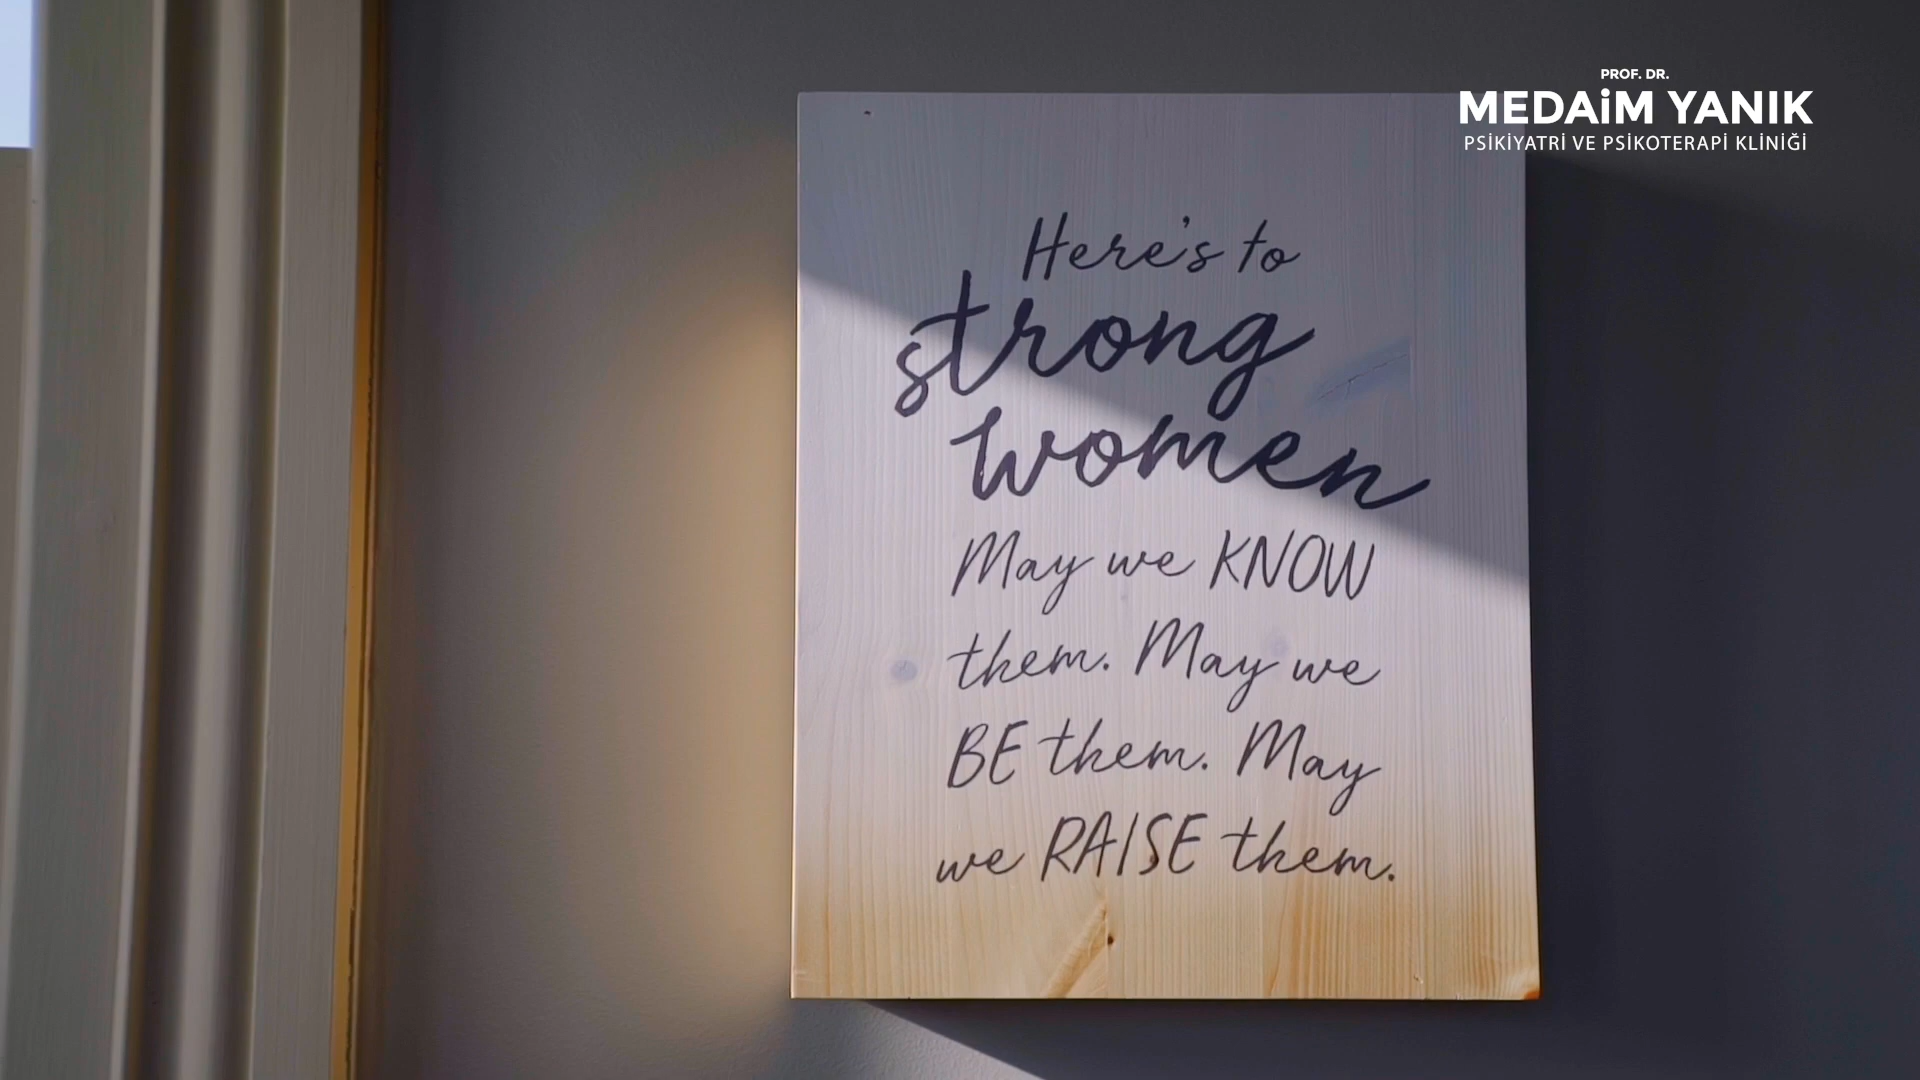 PROF. DR.
MEDAiM YANIK
PSİKİYATRİ VE PSİKOTERAPİ KLİNİĞİ
Here's to
strong
women
May we KNOW
them. May we
BE them. May
we RAISE them.